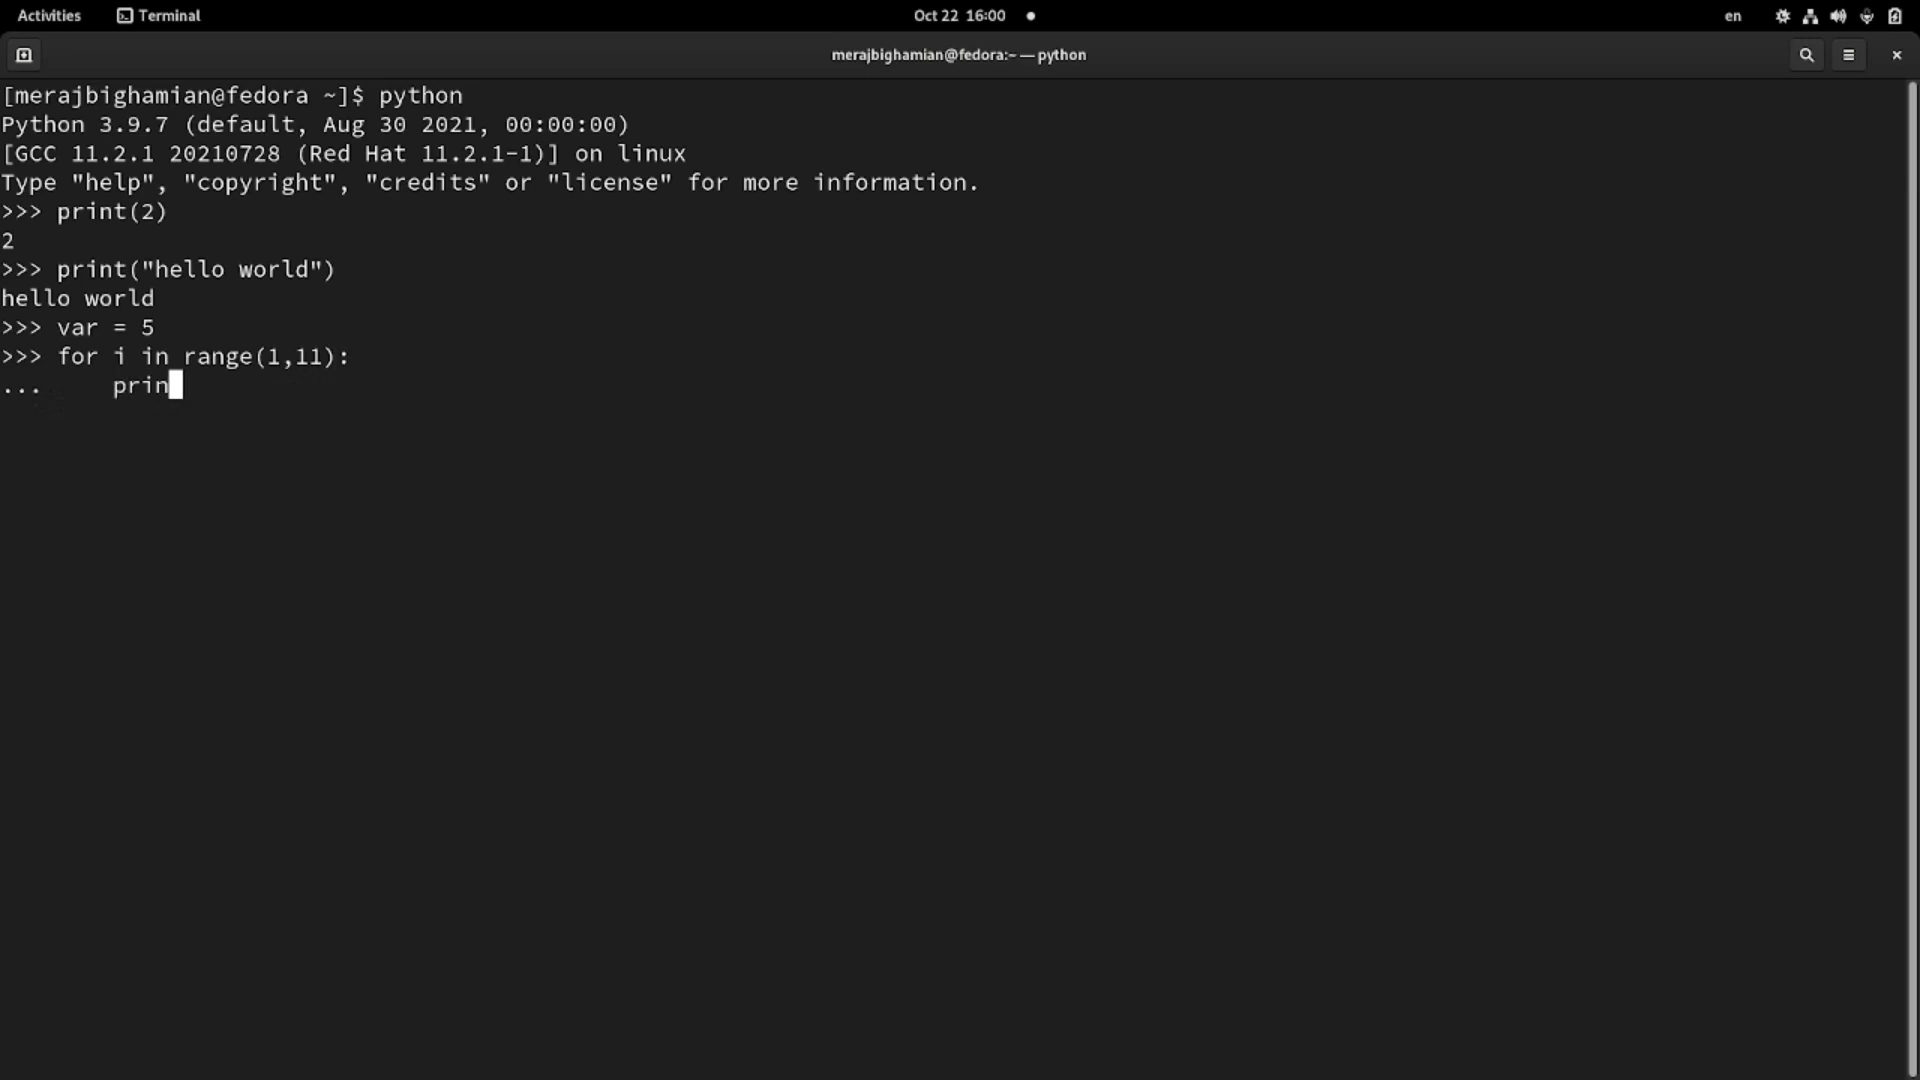 Activities Terminal Oct 22 16:00 en
merajbighamian@fedora:~ — python
[merajbighamian@fedora ~]$ python
Python 3.9.7 (default, Aug 30 2021, 00:00:00)
[GCC 11.2.1 20210728 (Red Hat 11.2.1-1)] on linux
Type "help", "copyright", "credits" or "license" for more information.
>>> print(2)
2
>>> print("hello world")
hello world
>>> var = 5
>>> for i in range(1,11):
...     prin